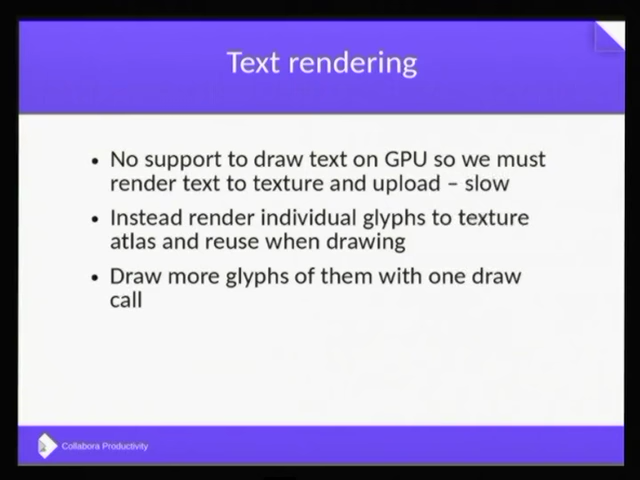 Text rendering
• No support to draw text on GPU so we must
render text to texture and upload – slow
• Instead render individual glyphs to texture
atlas and reuse when drawing
• Draw more glyphs of them with one draw
call
Collabora Productivity